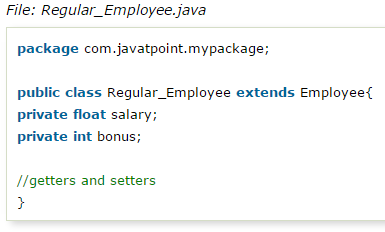 File: Regular_Employee.java
package com.javatpoint.mypackage;
public class Regular_Employee extends Employee{
private float salary;
private int bonus;
//getters and setters
}